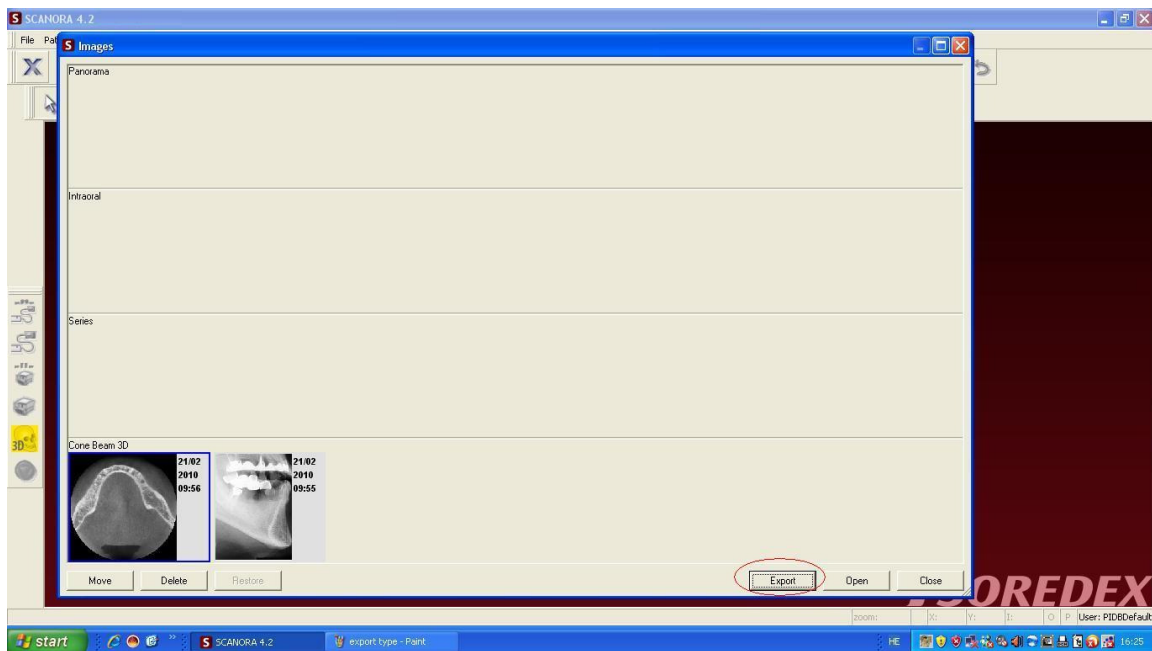 SCANORA 4.2
File
Images
Panorama
Intraoral
Series
3D
Cone Beam 3D
21/02
2010
09:56
21/02
2010
09:55
Move Delete Restore Export Open Close
SOREDEX
zoom: X: Y: I: O P User: PIDBDefault
start SCANORA 4.2 export type - Paint HE 16:25